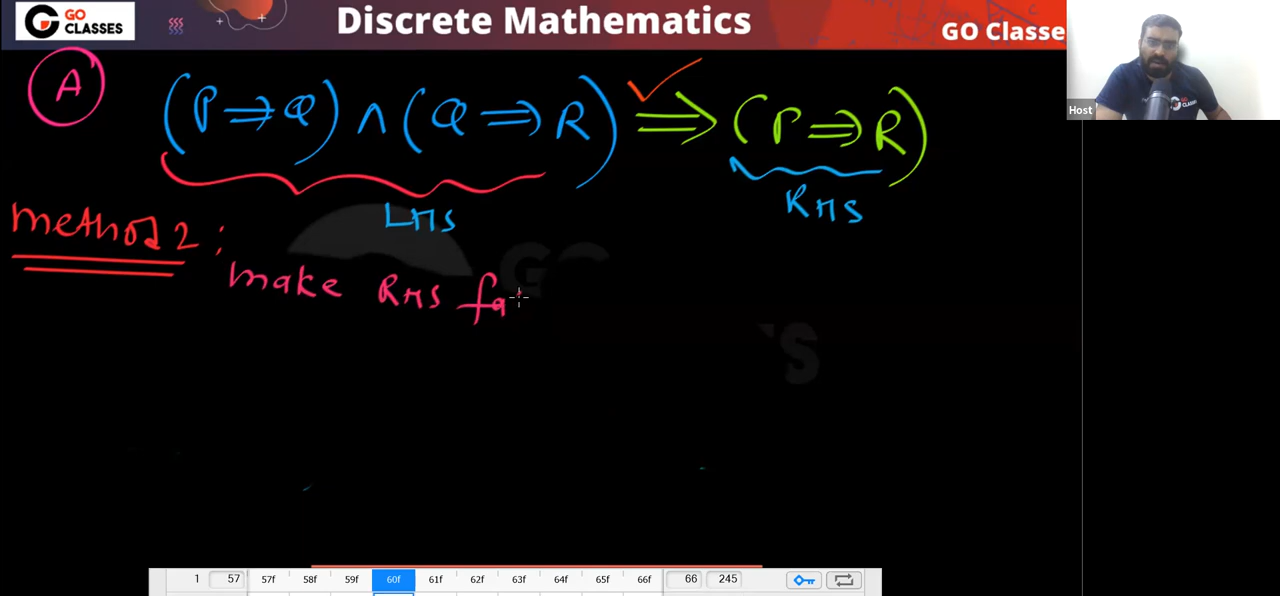 GO CLASSES
Discrete Mathematics
GO Classe
Host
A
(P ⇒ Q) ∧ (Q ⇒ R) ⇒ (P ⇒ R)
LHS
RHS
method 2 :
make RHS fa
1 57 57f 58f 59f 60f 61f 62f 63f 64f 65f 66f 66 245